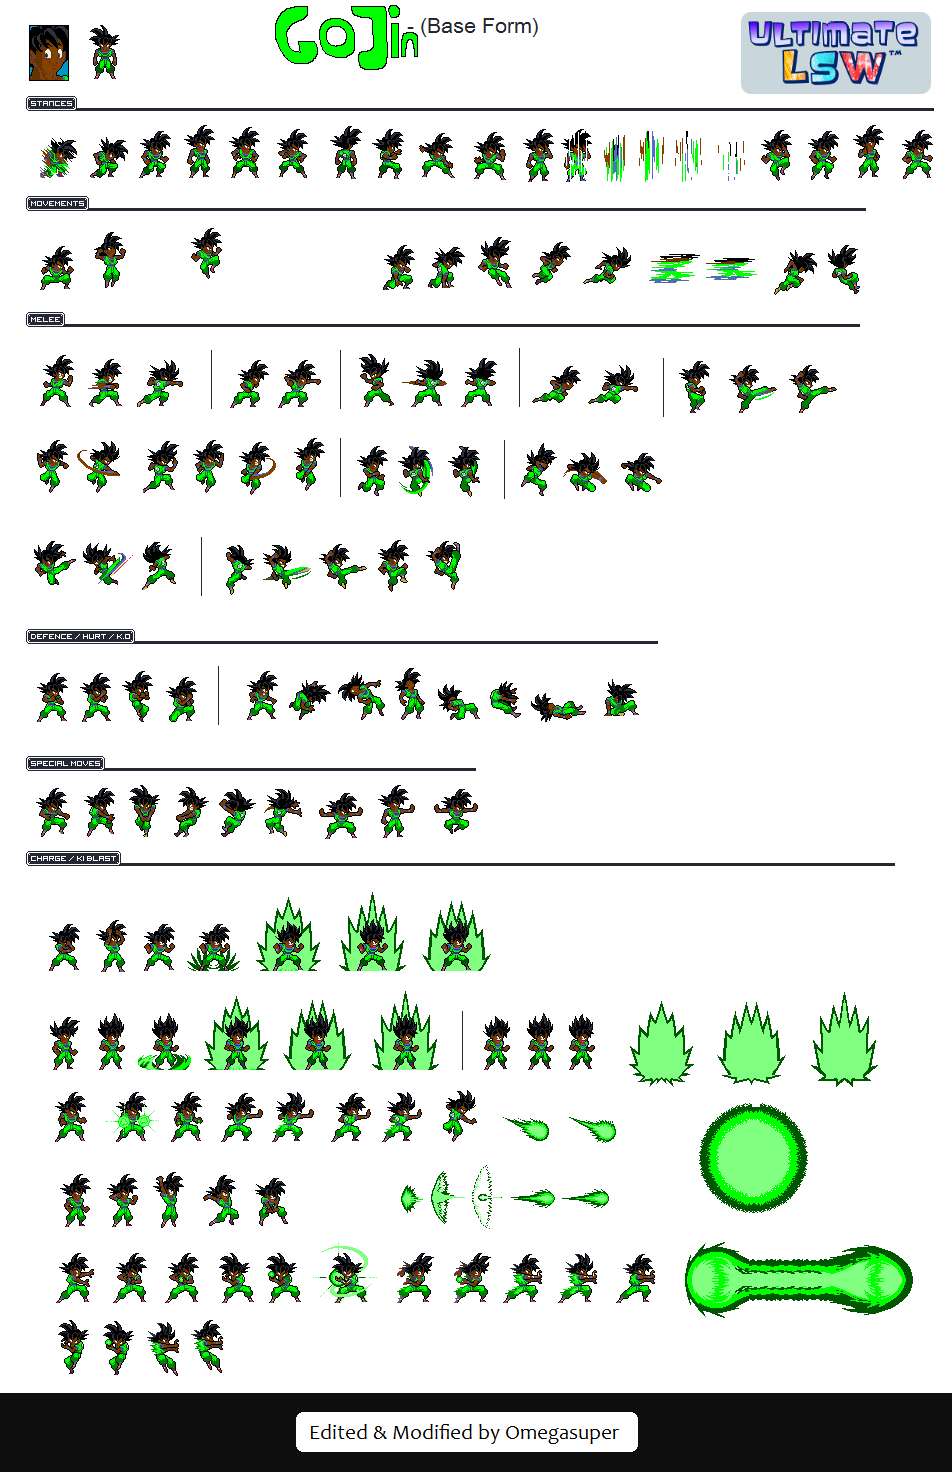 GoJin - (Base Form)
ULTIMATE
LSW™
STANCES
MOVEMENTS
MELEE
DEFENCE / HURT / K.O
SPECIAL MOVES
CHARGE / KI BLAST
Edited & Modified by Omegasuper